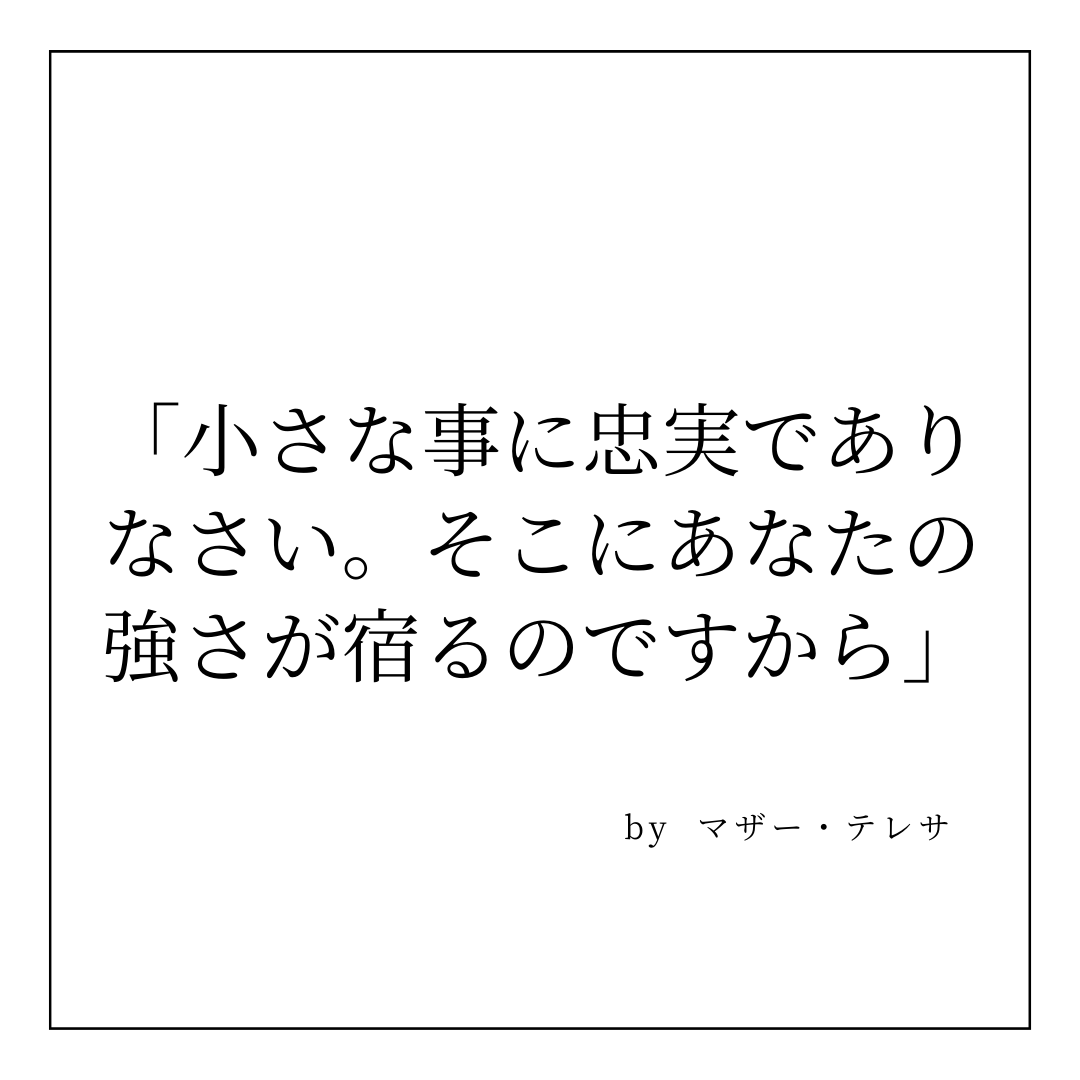 「小さな事に忠実であり
なさい。そこにあなたの
強さが宿るのですから」
by マザー・テレサ